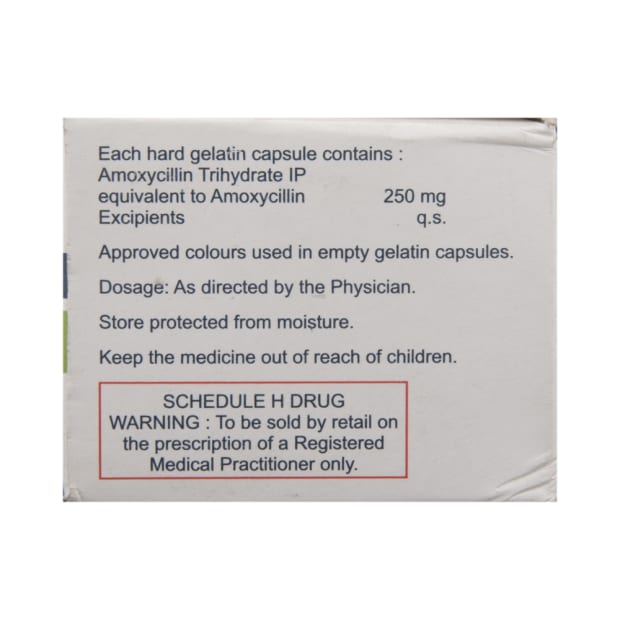 Each hard gelatin capsule contains :
Amoxycillin Trihydrate IP
equivalent to Amoxycillin 250 mg
Excipients q.s.
Approved colours used in empty gelatin capsules.
Dosage: As directed by the Physician.
Store protected from moisture.
Keep the medicine out of reach of children.
SCHEDULE H DRUG
WARNING : To be sold by retail on
the prescription of a Registered
Medical Practitioner only.